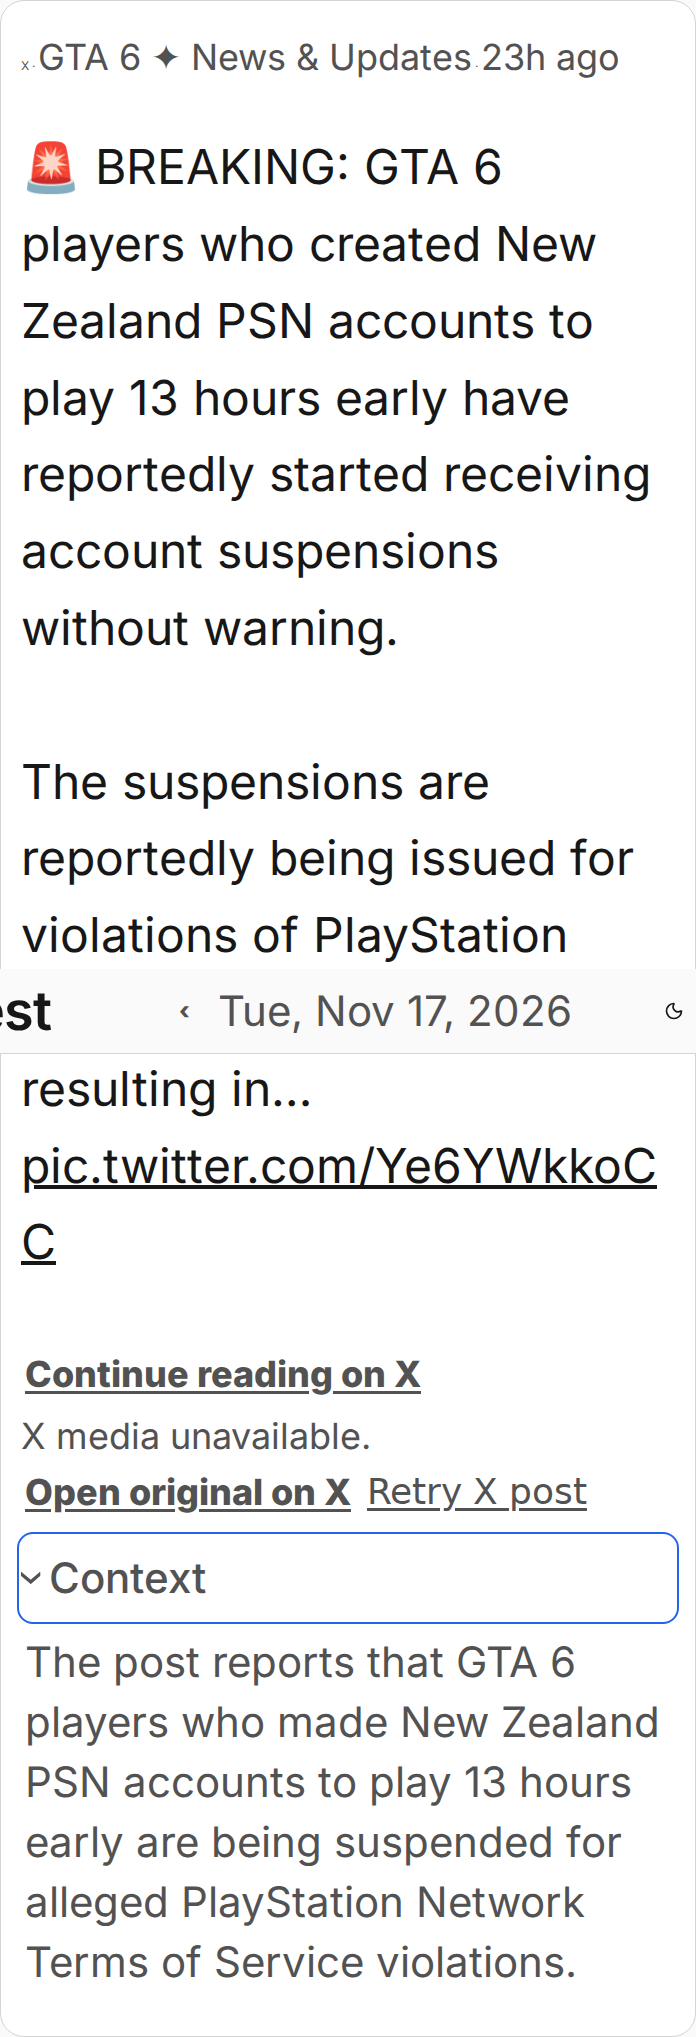 X · GTA 6 ✦ News & Updates · 23h ago
🚨 BREAKING: GTA 6
players who created New
Zealand PSN accounts to
play 13 hours early have
reportedly started receiving
account suspensions
without warning.
The suspensions are
reportedly being issued for
violations of PlayStation
est ‹ Tue, Nov 17, 2026
resulting in…
pic.twitter.com/Ye6YWkkoC
C
Continue reading on X
X media unavailable.
Open original on X Retry X post
Context
The post reports that GTA 6
players who made New Zealand
PSN accounts to play 13 hours
early are being suspended for
alleged PlayStation Network
Terms of Service violations.